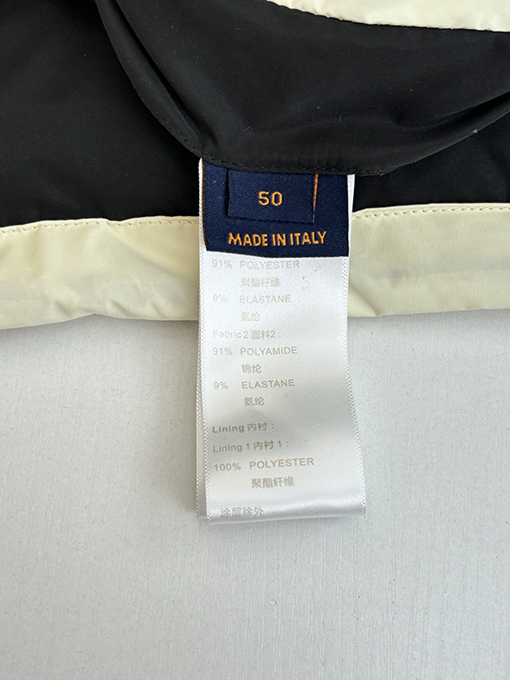 50
MADE IN ITALY
91% POLYESTER
聚酯纤维
9% ELASTANE
氨纶
Fabric 2 面料2：
91% POLYAMIDE
锦纶
9% ELASTANE
氨纶
Lining 内衬：
Lining 1 内衬 1：
100% POLYESTER
聚酯纤维
涂层除外